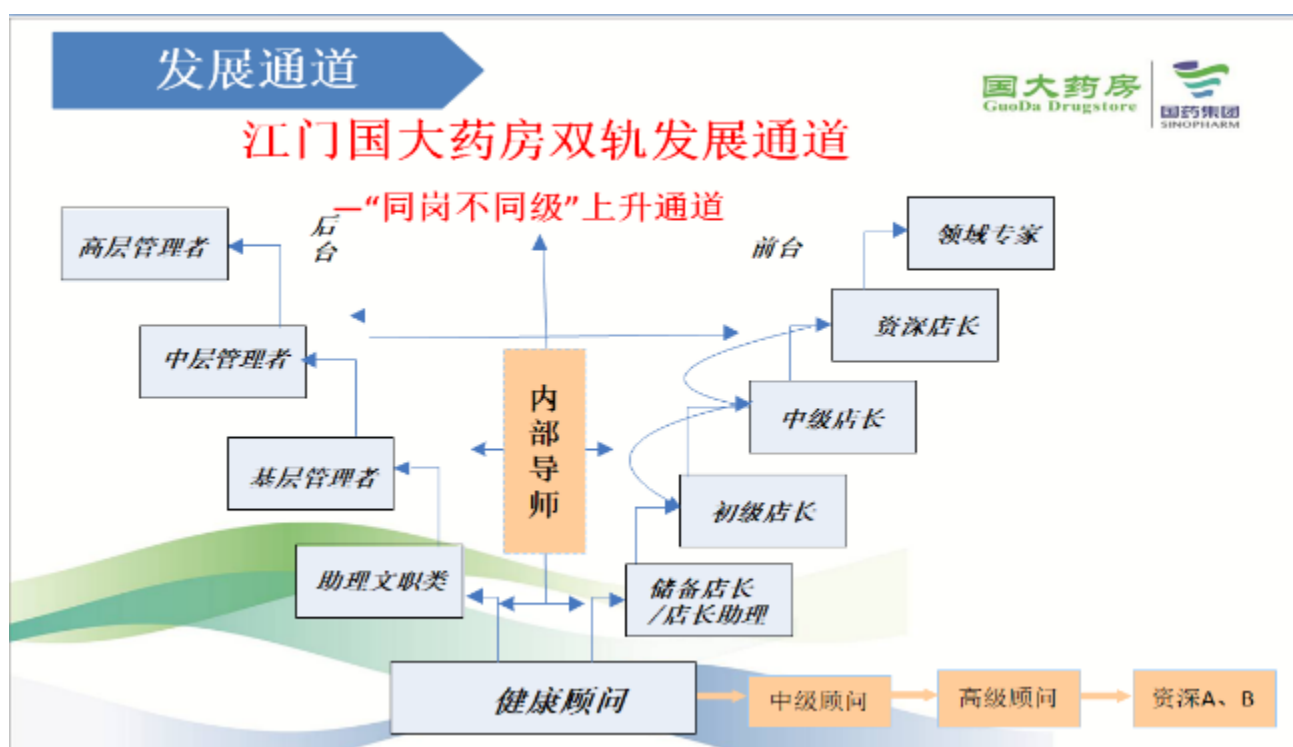 发展通道
国大药房
GuoDa Drugstore
国药集团
SINOPHARM
江门国大药房双轨发展通道
—“同岗不同级”上升通道
高层管理者
后
台
前台
领域专家
中层管理者
资深店长
内
部
导
师
中级店长
基层管理者
初级店长
助理文职类
储备店长
/店长助理
健康顾问
中级顾问
高级顾问
资深A、B